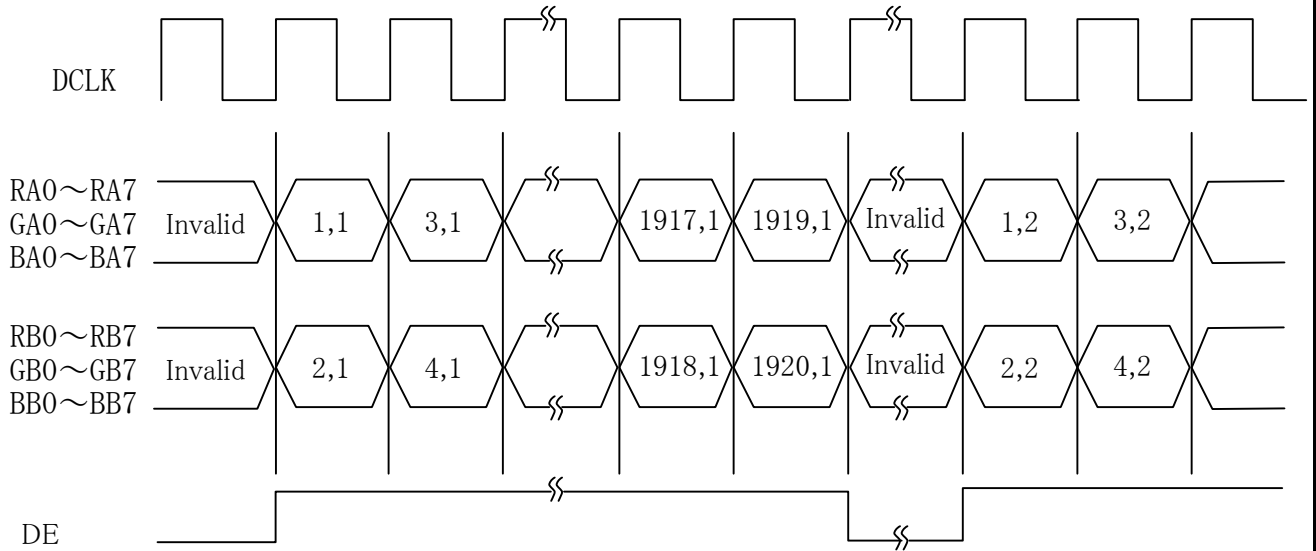 DCLK
RA0～RA7
GA0～GA7
BA0～BA7
Invalid 1,1 3,1 1917,1 1919,1 Invalid 1,2 3,2
RB0～RB7
GB0～GB7
BB0～BB7
Invalid 2,1 4,1 1918,1 1920,1 Invalid 2,2 4,2
DE